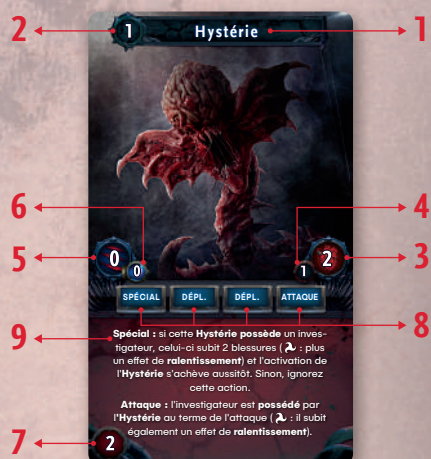 2 1 Hystérie 1
6 4
5 0 0 1 2 3
SPÉCIAL DÉPL. DÉPL. ATTAQUE 8
9 Spécial : si cette Hystérie possède un inves-
tigateur, celui-ci subit 2 blessures ( : plus
un effet de ralentissement) et l'activation de
l'Hystérie s'achève aussitôt. Sinon, ignorez
cette action.
Attaque : l'investigateur est possédé par
l'Hystérie au terme de l'attaque ( : il subit
également un effet de ralentissement).
7 2